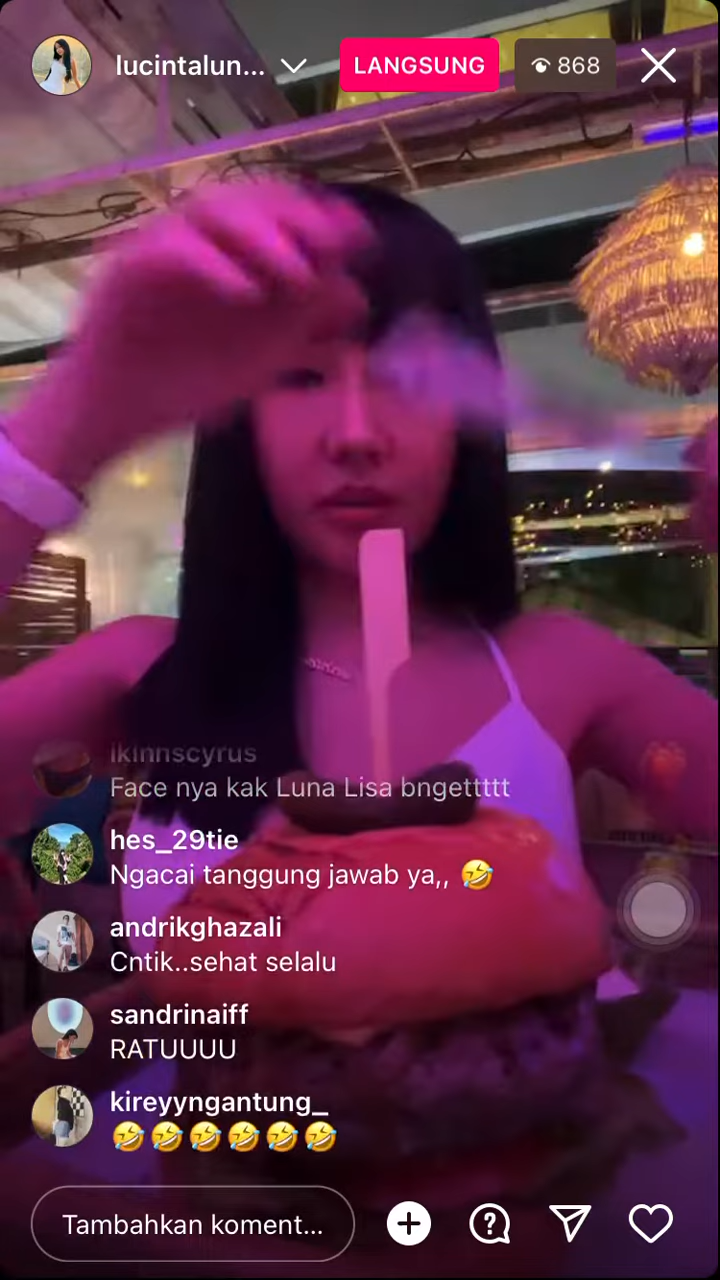 lucintalun...
LANGSUNG
868
ikinnscyrus
Face nya kak Luna Lisa bngettttt
hes_29tie
Ngacai tanggung jawab ya,, 🤣
andrikghazali
Cntik..sehat selalu
sandrinaiff
RATUUUU
kireyyngantung_
🤣🤣🤣🤣🤣🤣
Tambahkan koment...